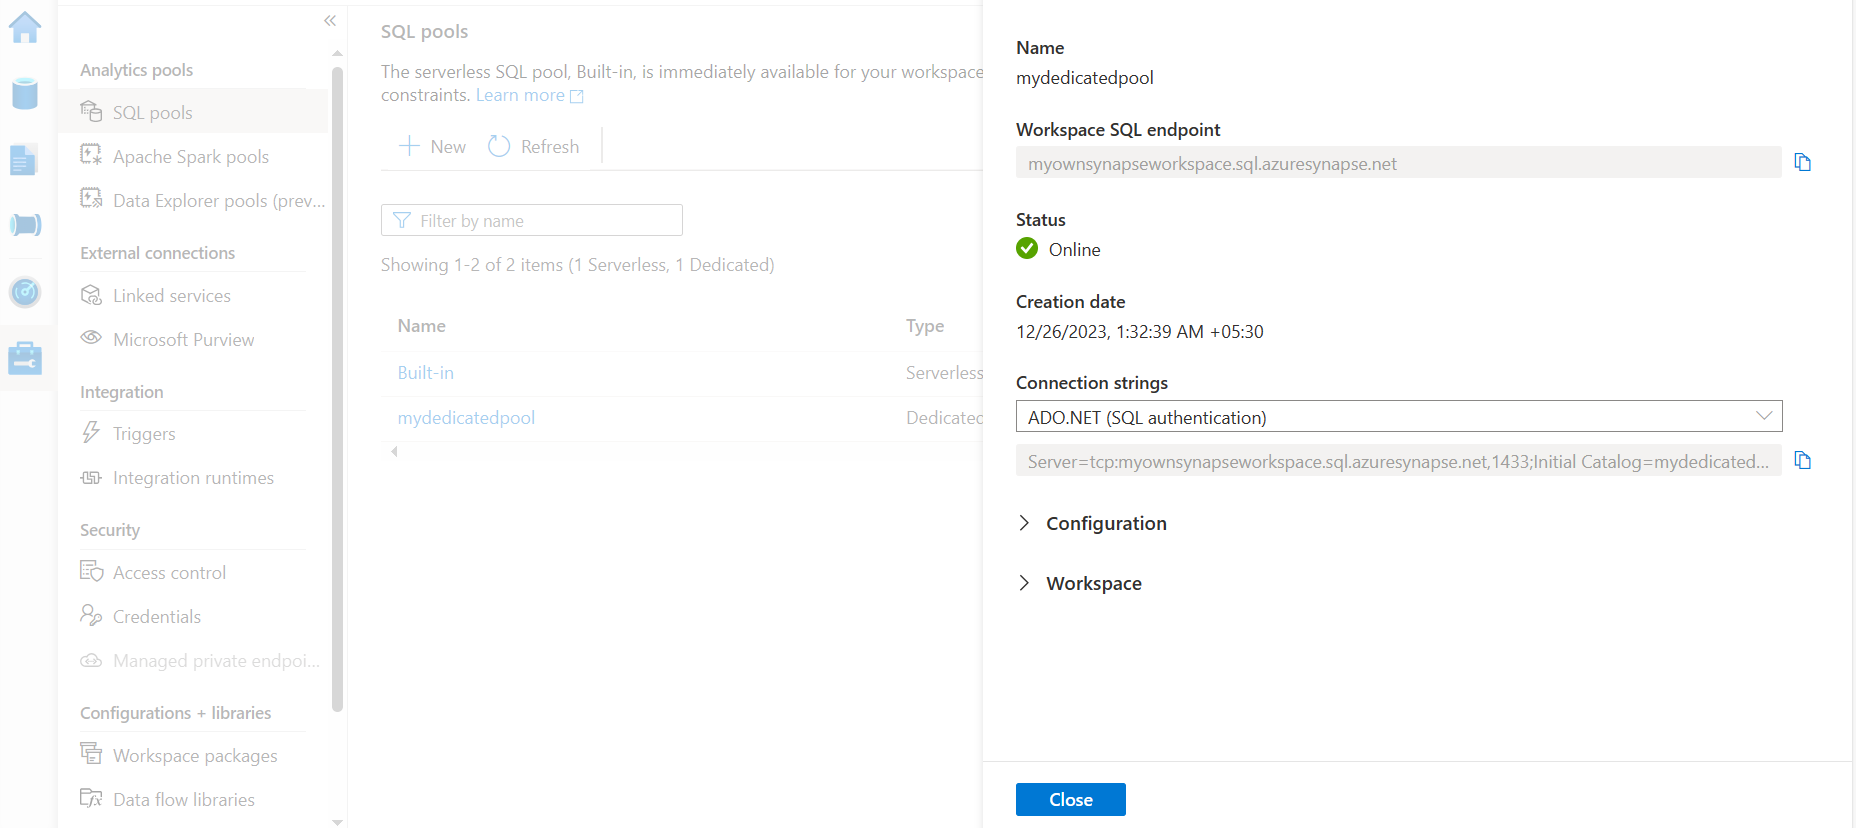 Analytics pools
SQL pools
Apache Spark pools
Data Explorer pools (prev...
External connections
Linked services
Microsoft Purview
Integration
Triggers
Integration runtimes
Security
Access control
Credentials
Managed private endpoi...
Configurations + libraries
Workspace packages
Data flow libraries
SQL pools
The serverless SQL pool, Built-in, is immediately available for your workspace
constraints. Learn more
New Refresh
Filter by name
Showing 1-2 of 2 items (1 Serverless, 1 Dedicated)
Name Type
Built-in Serverless
mydedicatedpool Dedicated
Name
mydedicatedpool
Workspace SQL endpoint
myownsynapseworkspace.sql.azuresynapse.net
Status
Online
Creation date
12/26/2023, 1:32:39 AM +05:30
Connection strings
ADO.NET (SQL authentication)
Server=tcp:myownsynapseworkspace.sql.azuresynapse.net,1433;Initial Catalog=mydedicated...
Configuration
Workspace
Close